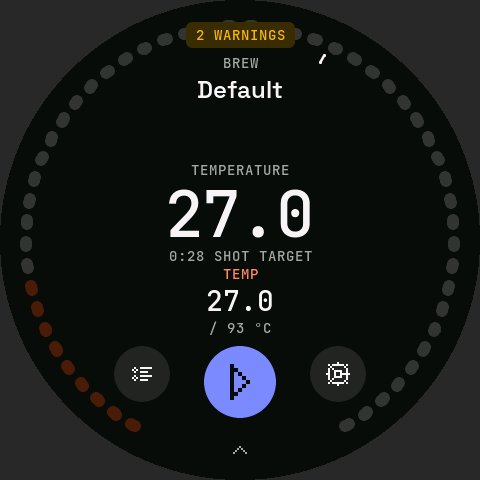 2 WARNINGS
BREW
Default
TEMPERATURE
27.0
0:28 SHOT TARGET
TEMP
27.0
/ 93 °C